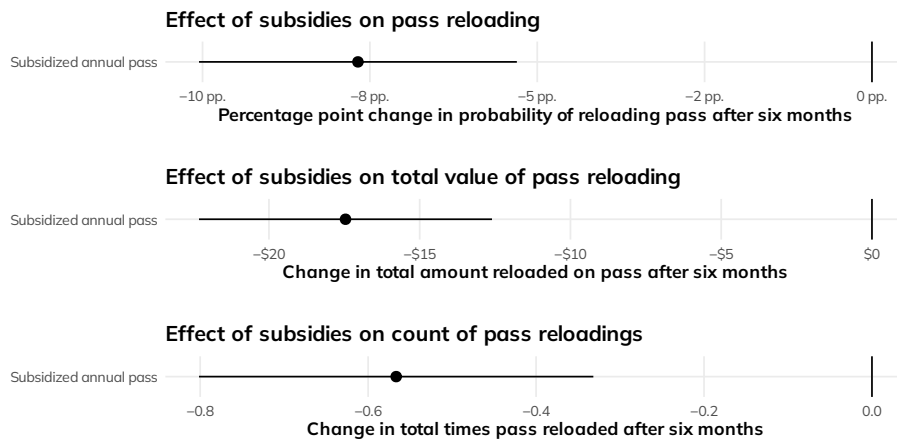 Effect of subsidies on pass reloading
Subsidized annual pass
−10 pp. −8 pp. −5 pp. −2 pp. 0 pp.
Percentage point change in probability of reloading pass after six months
Effect of subsidies on total value of pass reloading
Subsidized annual pass
−$20 −$15 −$10 −$5 $0
Change in total amount reloaded on pass after six months
Effect of subsidies on count of pass reloadings
Subsidized annual pass
−0.8 −0.6 −0.4 −0.2 0.0
Change in total times pass reloaded after six months